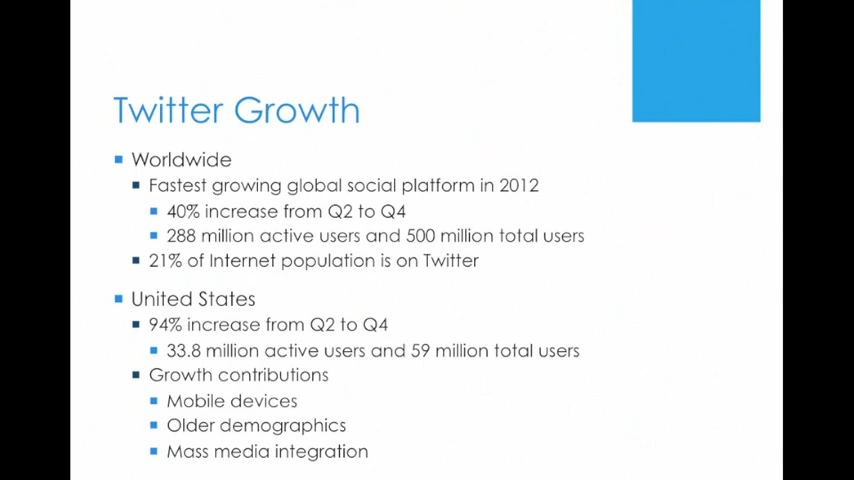 Twitter Growth
Worldwide
Fastest growing global social platform in 2012
40% increase from Q2 to Q4
288 million active users and 500 million total users
21% of Internet population is on Twitter
United States
94% increase from Q2 to Q4
33.8 million active users and 59 million total users
Growth contributions
Mobile devices
Older demographics
Mass media integration